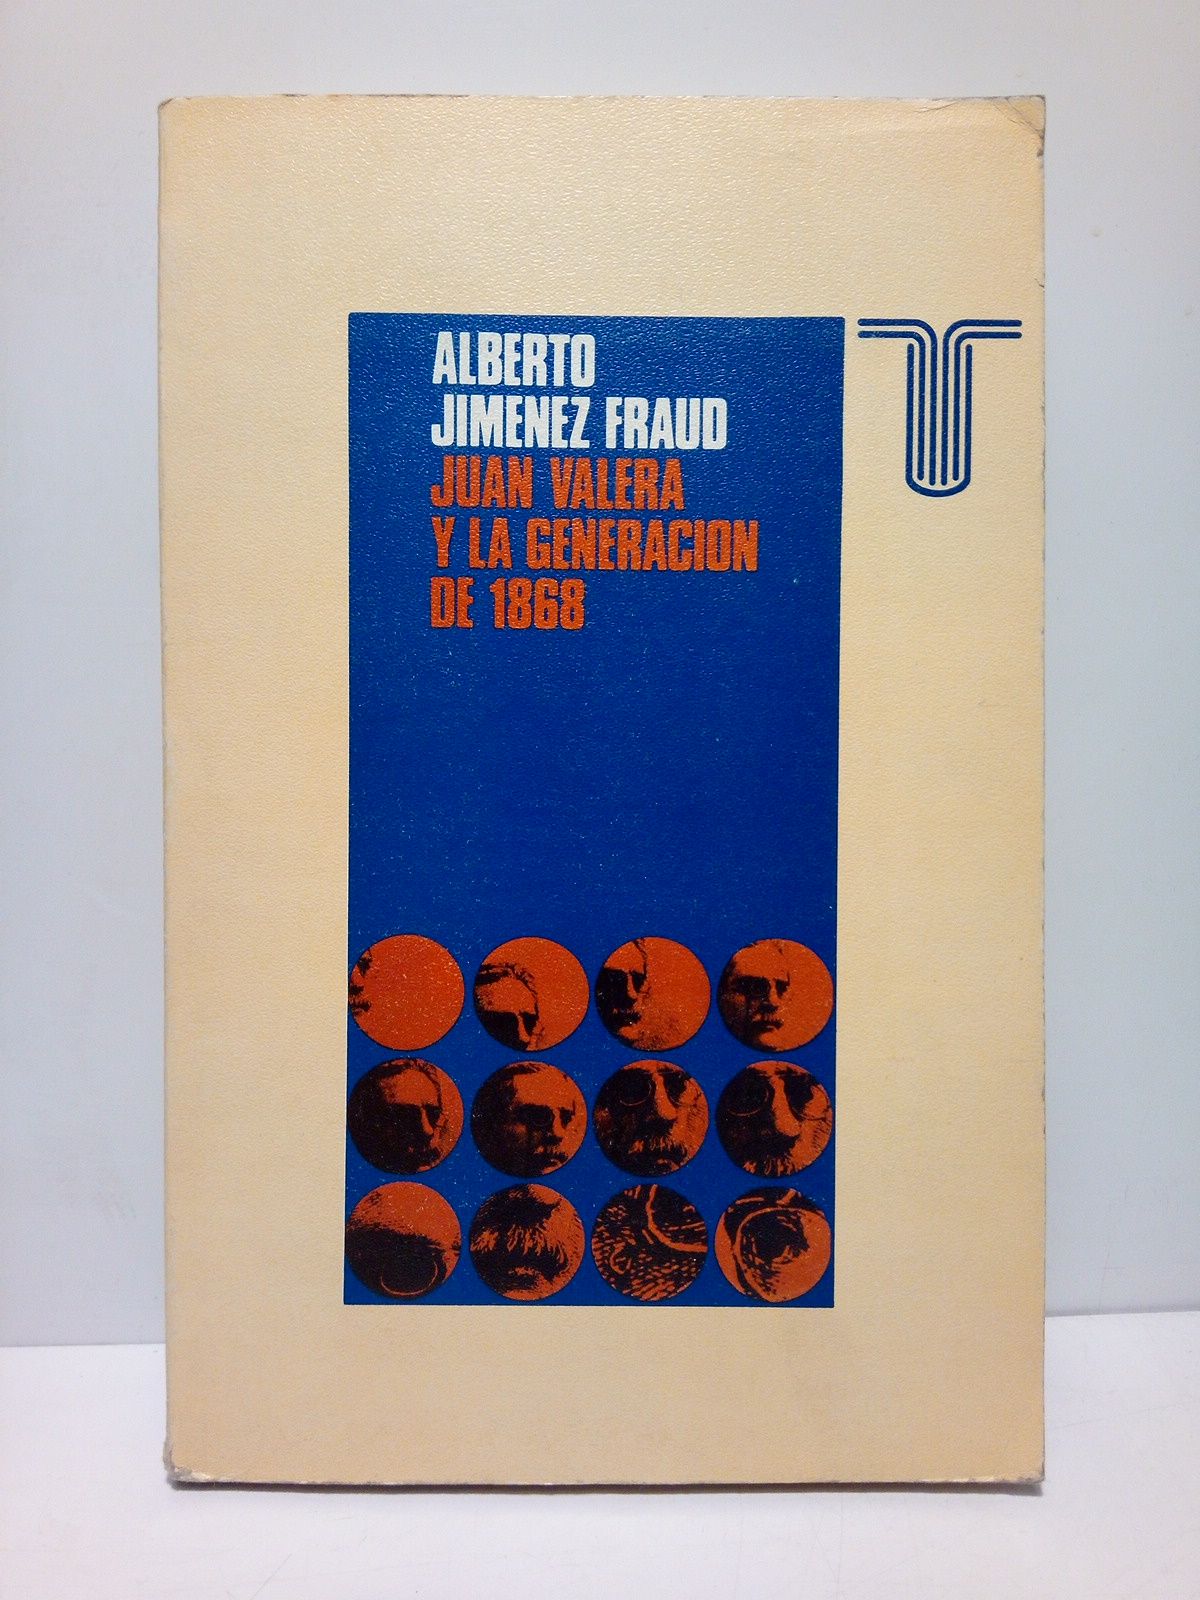 ALBERTO
JIMENEZ FRAUD
JUAN VALERA
Y LA GENERACION
DE 1868